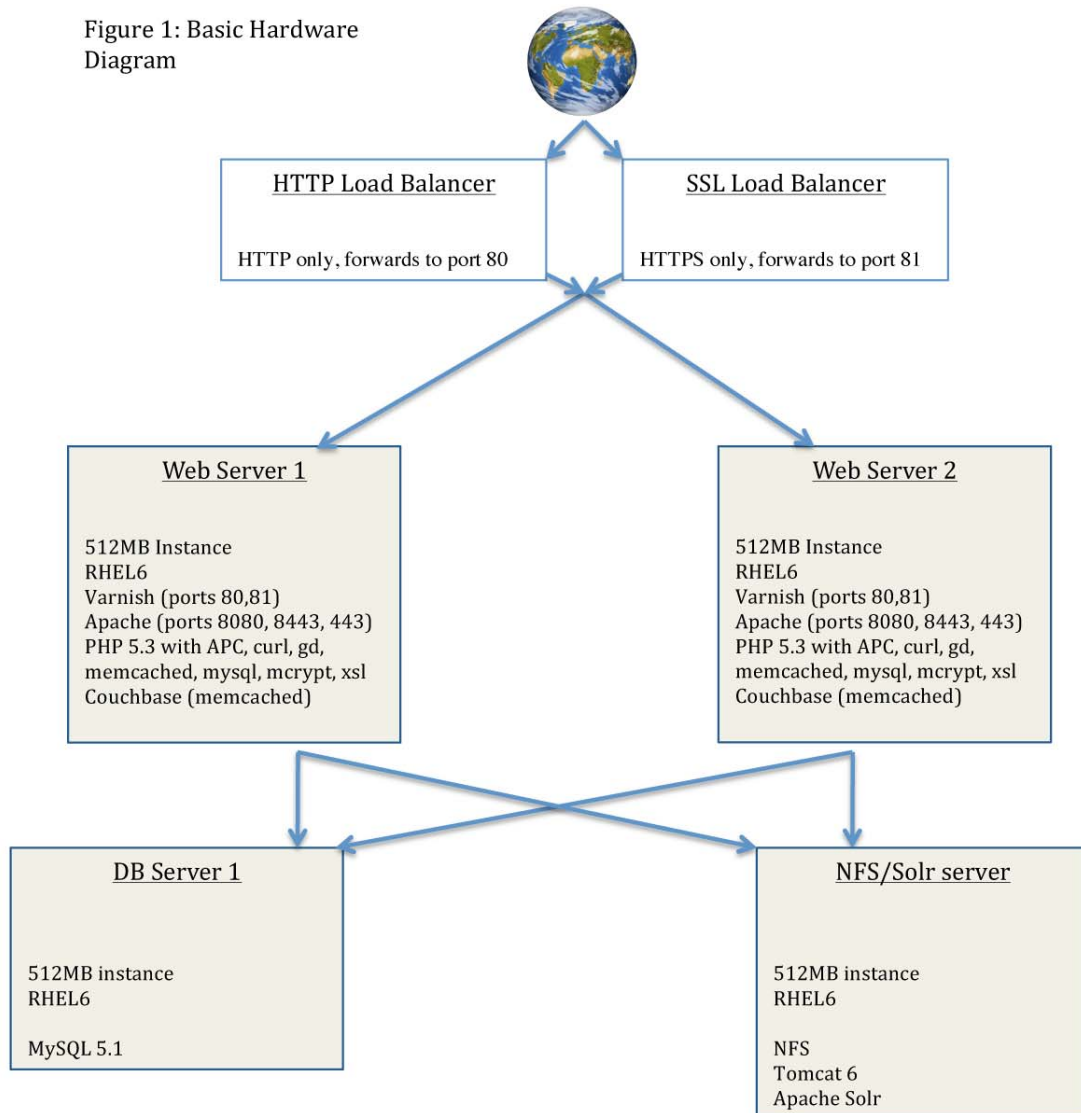 Figure 1: Basic Hardware
Diagram
HTTP Load Balancer
HTTP only, forwards to port 80
SSL Load Balancer
HTTPS only, forwards to port 81
Web Server 1
512MB Instance
RHEL6
Varnish (ports 80,81)
Apache (ports 8080, 8443, 443)
PHP 5.3 with APC, curl, gd,
memcached, mysql, mcrypt, xsl
Couchbase (memcached)
Web Server 2
512MB Instance
RHEL6
Varnish (ports 80,81)
Apache (ports 8080, 8443, 443)
PHP 5.3 with APC, curl, gd,
memcached, mysql, mcrypt, xsl
Couchbase (memcached)
DB Server 1
512MB instance
RHEL6
MySQL 5.1
NFS/Solr server
512MB instance
RHEL6
NFS
Tomcat 6
Apache Solr